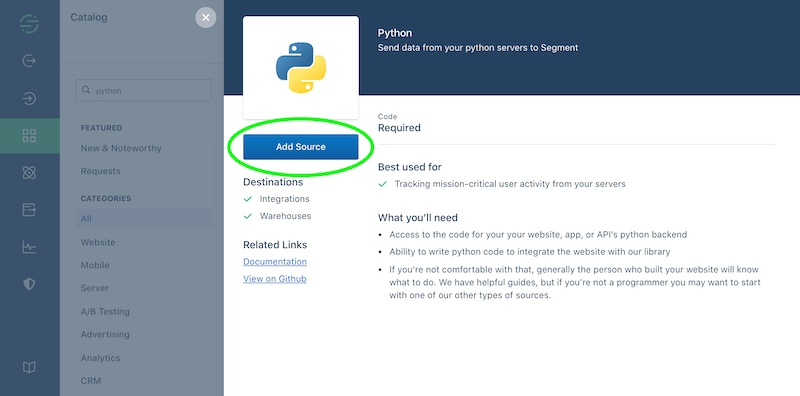 Catalog
python
FEATURED
New & Noteworthy
Requests
CATEGORIES
All
Website
Mobile
Server
A/B Testing
Advertising
Analytics
CRM
Python
Send data from your python servers to Segment
Add Source
Destinations
Integrations
Warehouses
Related Links
Documentation
View on Github
Code
Required
Best used for
Tracking mission-critical user activity from your servers
What you'll need
Access to the code for your your website, app, or API's python backend
Ability to write python code to integrate the website with our library
If you're not comfortable with that, generally the person who built your website will know
what to do. We have helpful guides, but if you're not a programmer you may want to start
with one of our other types of sources.